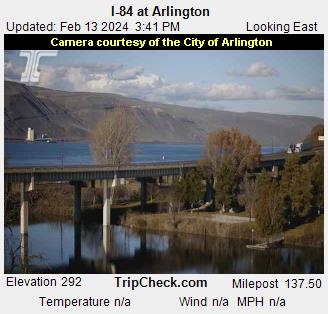 I-84 at Arlington
Updated: Feb 13 2024 3:41 PM Looking East
Camera courtesy of the City of Arlington
Elevation 292 TripCheck.com Milepost 137.50
Temperature n/a Wind n/a MPH n/a